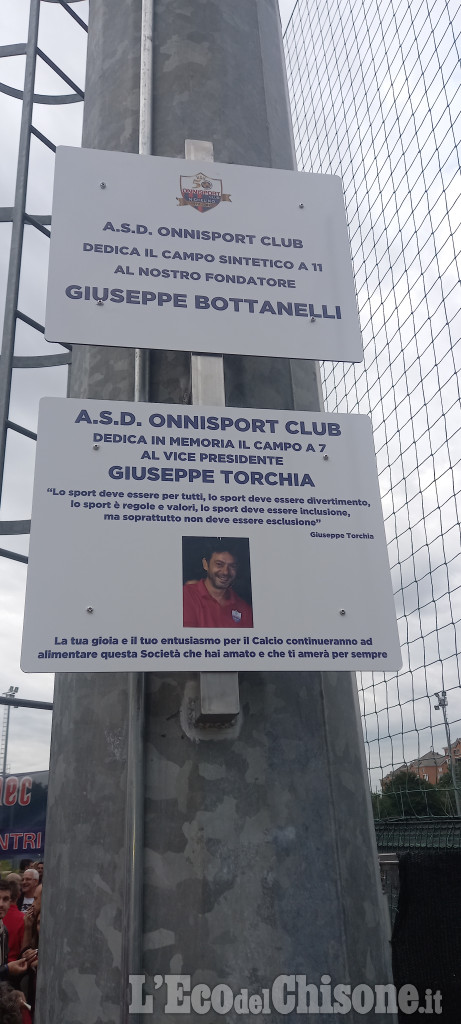 50
ONNISPORT
A.S.D. ONNISPORT CLUB
DEDICA IL CAMPO SINTETICO A 11
AL NOSTRO FONDATORE
GIUSEPPE BOTTANELLI
A.S.D. ONNISPORT CLUB
DEDICA IN MEMORIA IL CAMPO A 7
AL VICE PRESIDENTE
GIUSEPPE TORCHIA
“Lo sport deve essere per tutti, lo sport deve essere divertimento,
lo sport è regole e valori, lo sport deve essere inclusione,
ma soprattutto non deve essere esclusione”
Giuseppe Torchia
La tua gioia e il tuo entusiasmo per il Calcio continueranno ad
alimentare questa Società che hai amato e che ti amerà per sempre
NTRI
L'EcodelChisone.it